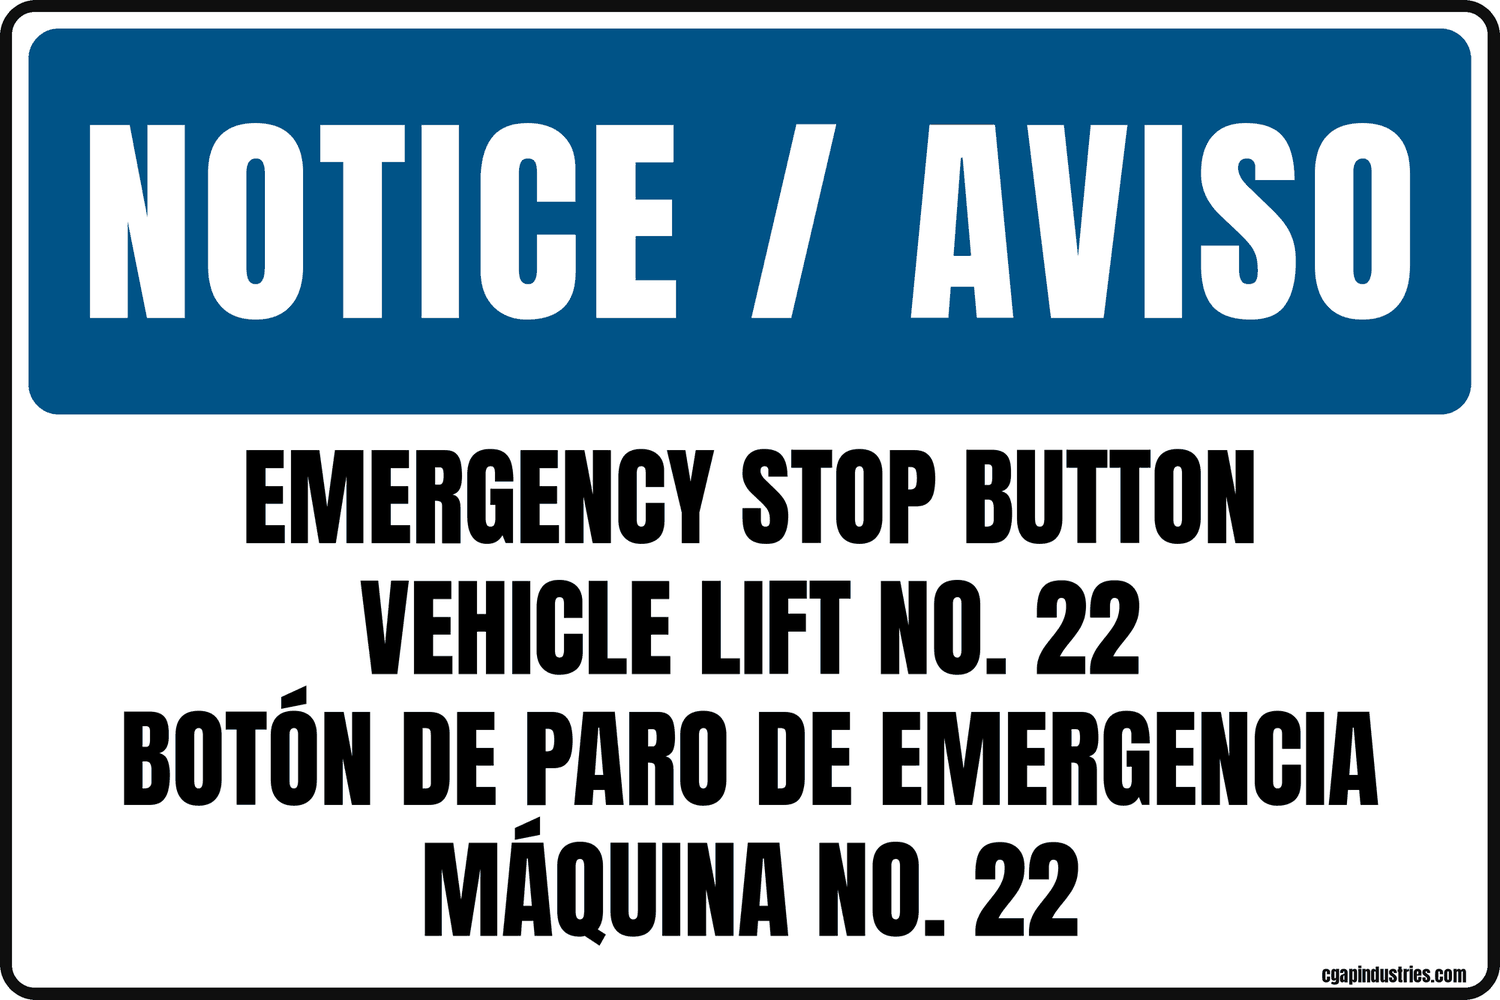 NOTICE / AVISO
EMERGENCY STOP BUTTON
VEHICLE LIFT NO. 22
BOTÓN DE PARO DE EMERGENCIA
MÁQUINA NO. 22
cgapindustries.com